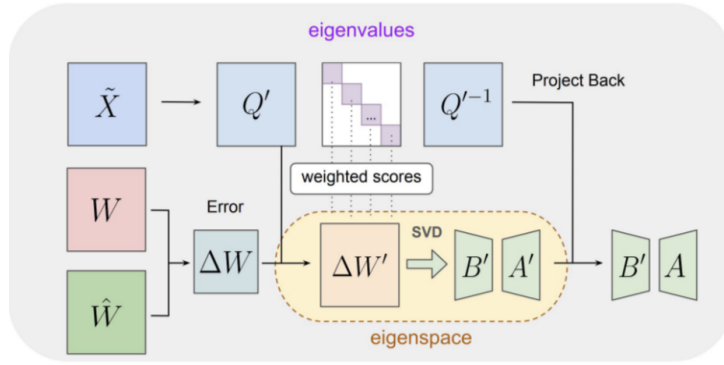 eigenvalues
X̃
Q′
...
Q′⁻¹
Project Back
weighted scores
W
Error
ΔW
Ŵ
ΔW′
SVD
B′
A′
B′
A
eigenspace